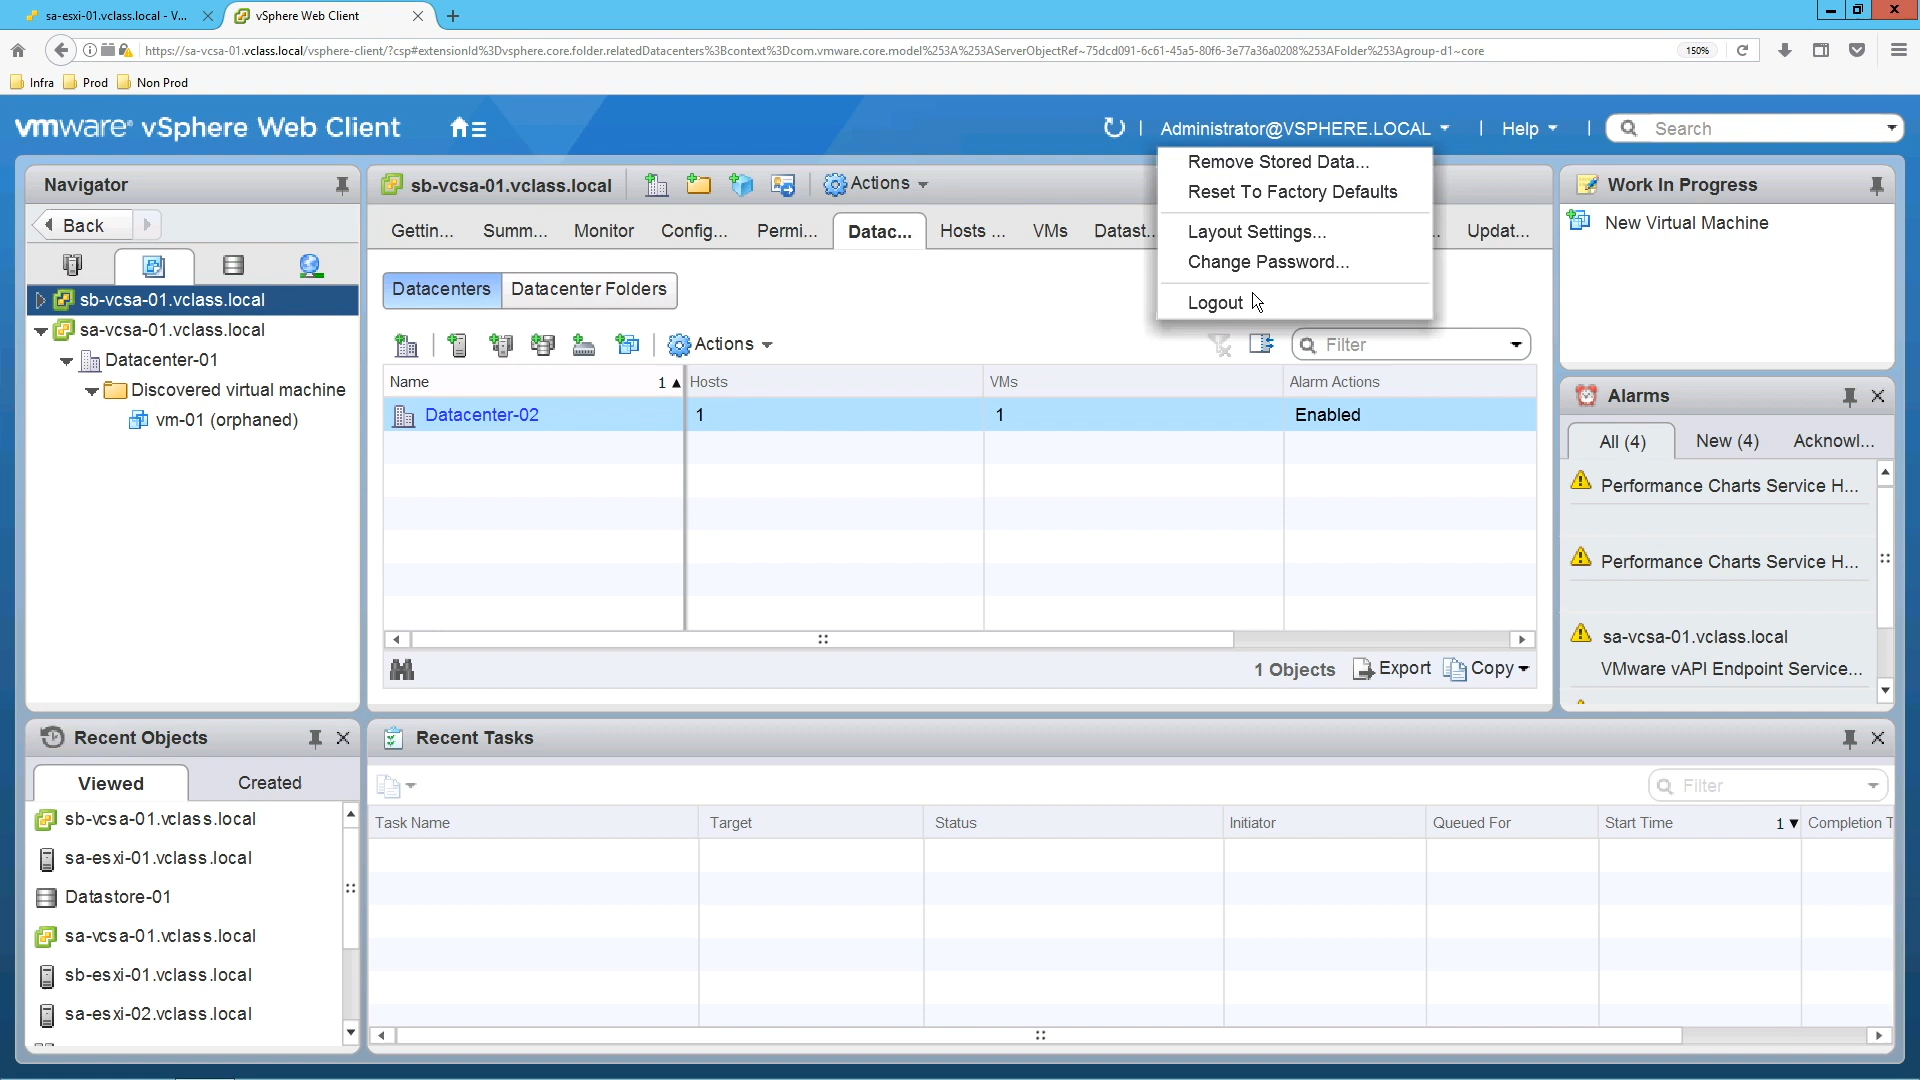 sa-esxi-01.vclass.local - V...
vSphere Web Client
https://sa-vcsa-01.vclass.local/vsphere-client/?csp#extensionId%3Dvsphere.core.folder.relatedDatacenters%3Bcontext%3Dcom.vmware.core.model%253A%253AServerObjectRef~75dcd091-6c61-45a5-80f6-3e77a36a0208%253AFolder%253Agroup-d1~core
150%
Infra
Prod
Non Prod
vmware® vSphere Web Client
Administrator@VSPHERE.LOCAL
Help
Search
Remove Stored Data...
Reset To Factory Defaults
Layout Settings...
Change Password...
Logout
Navigator
Back
sb-vcsa-01.vclass.local
sa-vcsa-01.vclass.local
Datacenter-01
Discovered virtual machine
vm-01 (orphaned)
sb-vcsa-01.vclass.local
Actions
Gettin... Summ... Monitor Config... Permi... Datac... Hosts ... VMs Datast... Updat...
Datacenters
Datacenter Folders
Actions
Filter
Name 1 Hosts VMs Alarm Actions
Datacenter-02 1 1 Enabled
1 Objects Export Copy
Work In Progress
New Virtual Machine
Alarms
All (4) New (4) Acknowl...
Performance Charts Service H...
Performance Charts Service H...
sa-vcsa-01.vclass.local
VMware vAPI Endpoint Service...
Recent Objects
Viewed Created
sb-vcsa-01.vclass.local
sa-esxi-01.vclass.local
Datastore-01
sa-vcsa-01.vclass.local
sb-esxi-01.vclass.local
sa-esxi-02.vclass.local
Recent Tasks
Filter
Task Name Target Status Initiator Queued For Start Time 1 Completion T